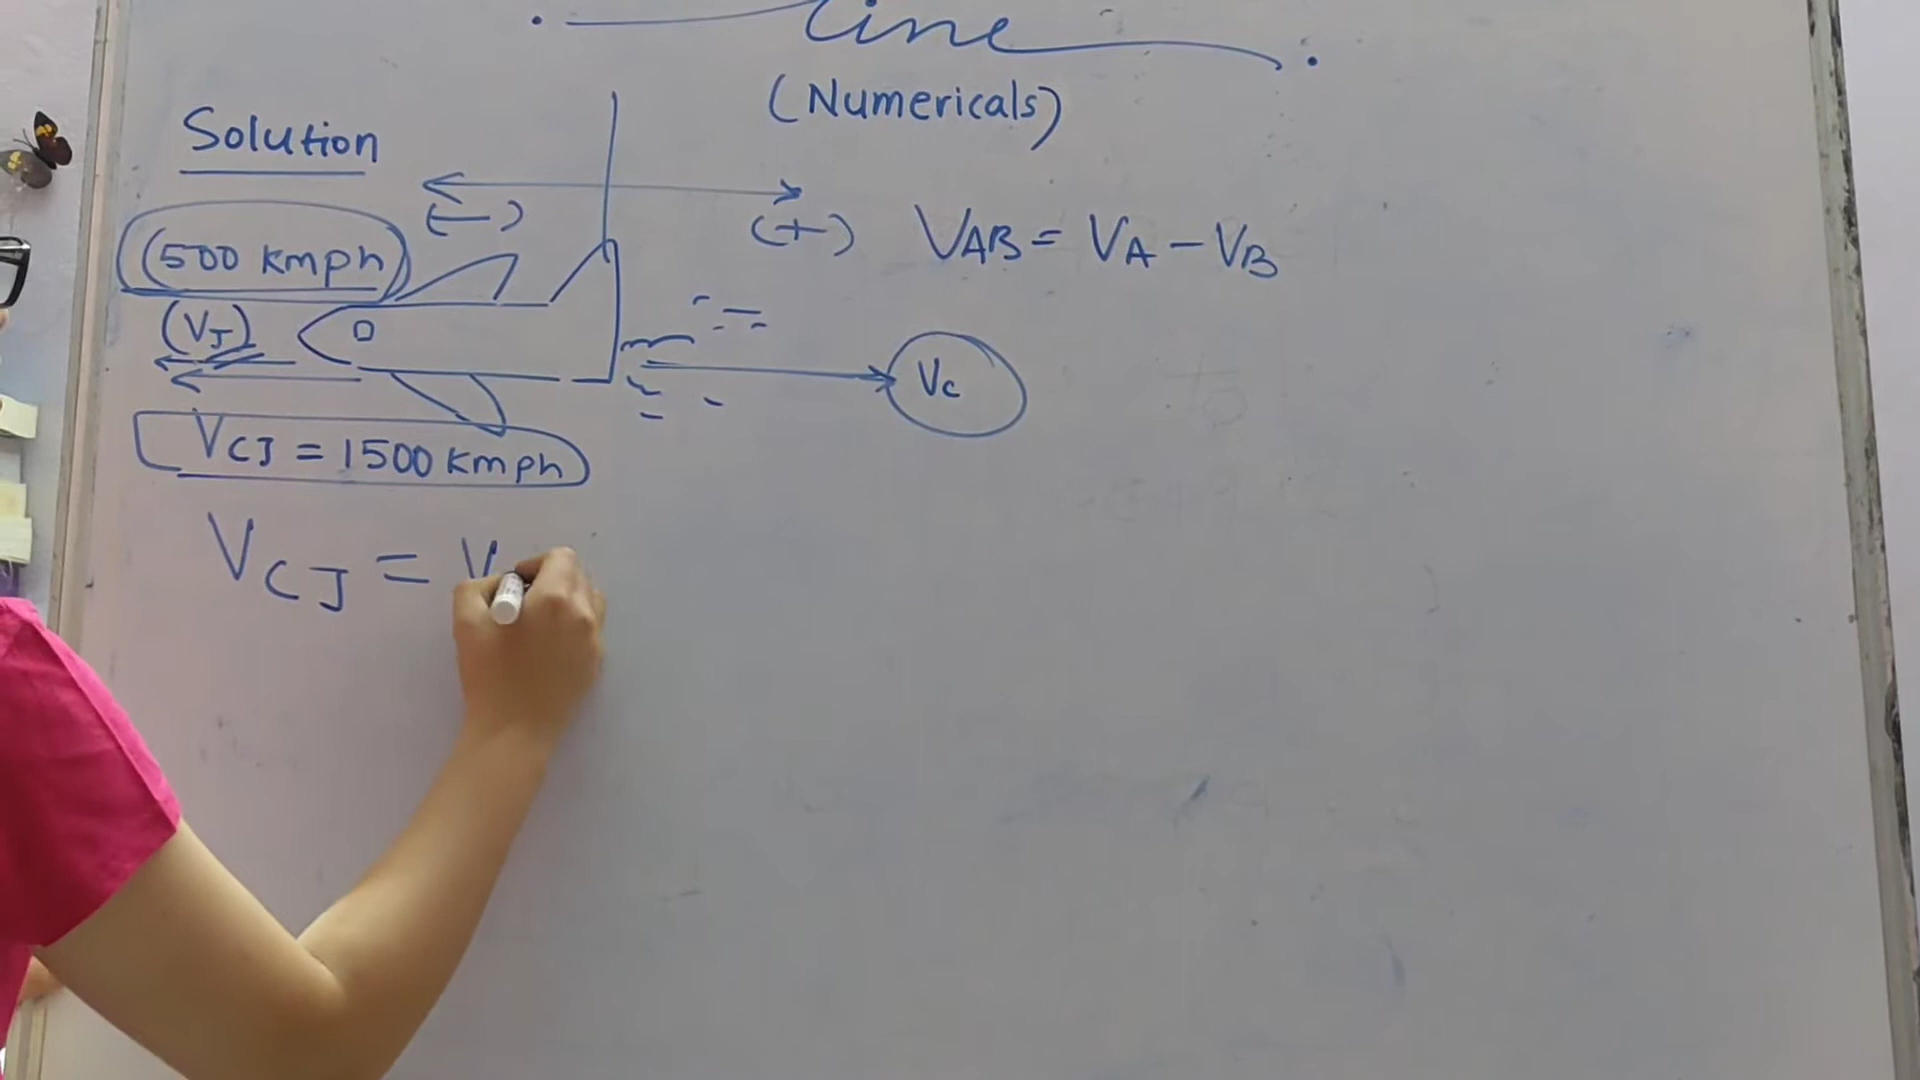 Line
(Numericals)
Solution
(-) (+)
VAB = VA - VB
(500 kmph)
(VJ)
Vc
VCJ = 1500 kmph
VCJ = V